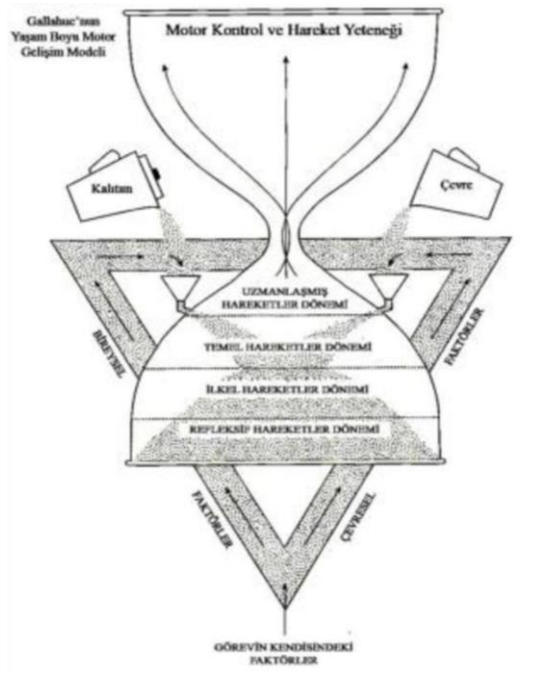 Gallahue'nun
Yaşam Boyu Motor
Gelişim Modeli
Motor Kontrol ve Hareket Yeteneği
Kalıtım
Çevre
UZMANLAŞMIŞ
HAREKETLER DÖNEMİ
TEMEL HAREKETLER DÖNEMİ
İLKEL HAREKETLER DÖNEMİ
REFLEKSİF HAREKETLER DÖNEMİ
BİREYSEL
FAKTÖRLER
FAKTÖRLER
ÇEVRESEL
GÖREVİN KENDİSİNDEKİ
FAKTÖRLER